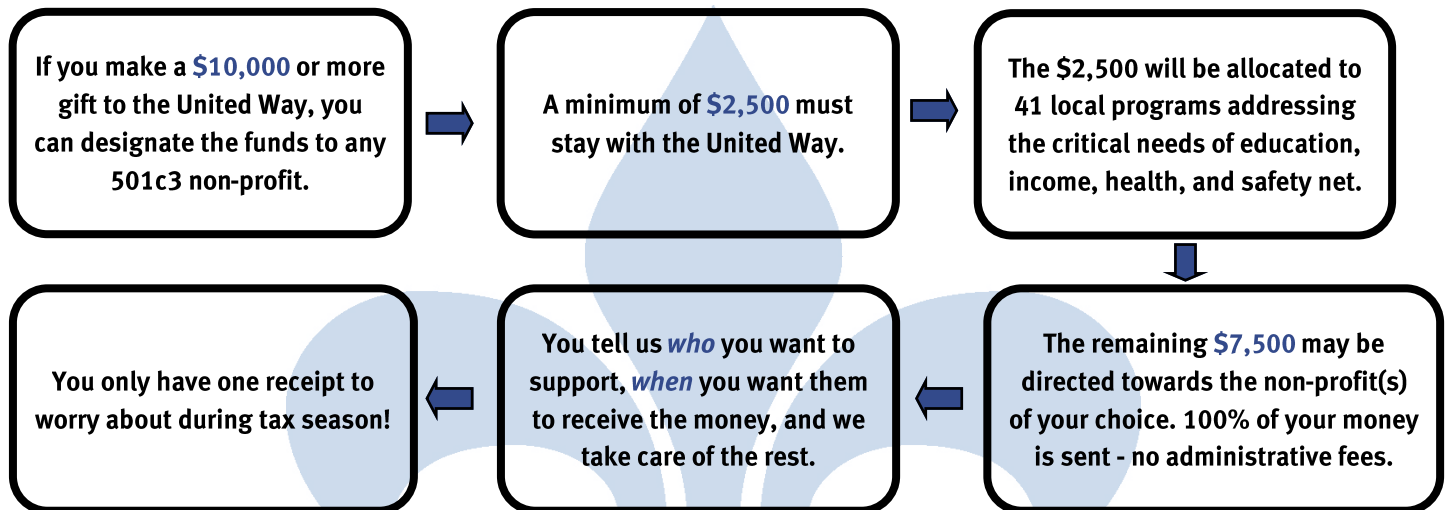 If you make a $10,000 or more
gift to the United Way, you
can designate the funds to any
501c3 non-profit.
A minimum of $2,500 must
stay with the United Way.
The $2,500 will be allocated to
41 local programs addressing
the critical needs of education,
income, health, and safety net.
The remaining $7,500 may be
directed towards the non-profit(s)
of your choice. 100% of your money
is sent - no administrative fees.
You tell us who you want to
support, when you want them
to receive the money, and we
take care of the rest.
You only have one receipt to
worry about during tax season!